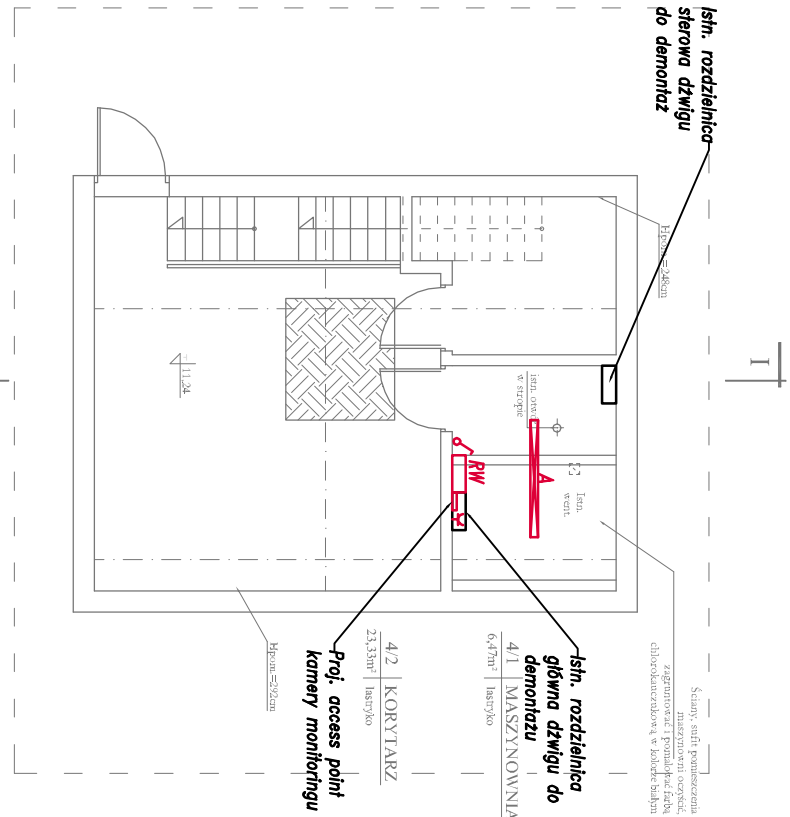 Istn. rozdzielnica
sterowa dźwigu
do demontaż
Hpom.=248cm
I
istn. otwór
w stropie
A
RW
Istn.
went.
11,24
Ściany, sufit pomieszczenia
maszynowni oczyścić,
zagruntować i pomalować farbą
chlorokauczukową w kolorze białym
4/1 MASZYNOWNIA
6,47m² lastryko
Istn. rozdzielnica
główna dźwigu do
demontażu
4/2 KORYTARZ
23,33m² lastryko
Proj. access point
kamery monitoringu
Hpom.=292cm